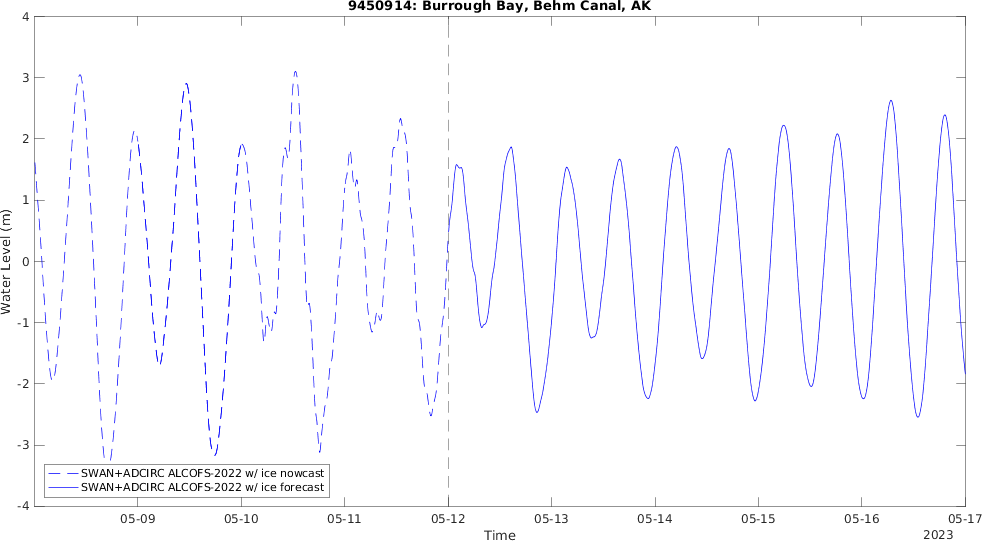 9450914: Burrough Bay, Behm Canal, AK
4
3
2
1
0
-1
-2
-3
-4
Water Level (m)
SWAN+ADCIRC ALCOFS-2022 w/ ice nowcast
SWAN+ADCIRC ALCOFS-2022 w/ ice forecast
05-09 05-10 05-11 05-12 05-13 05-14 05-15 05-16 05-17
Time
2023